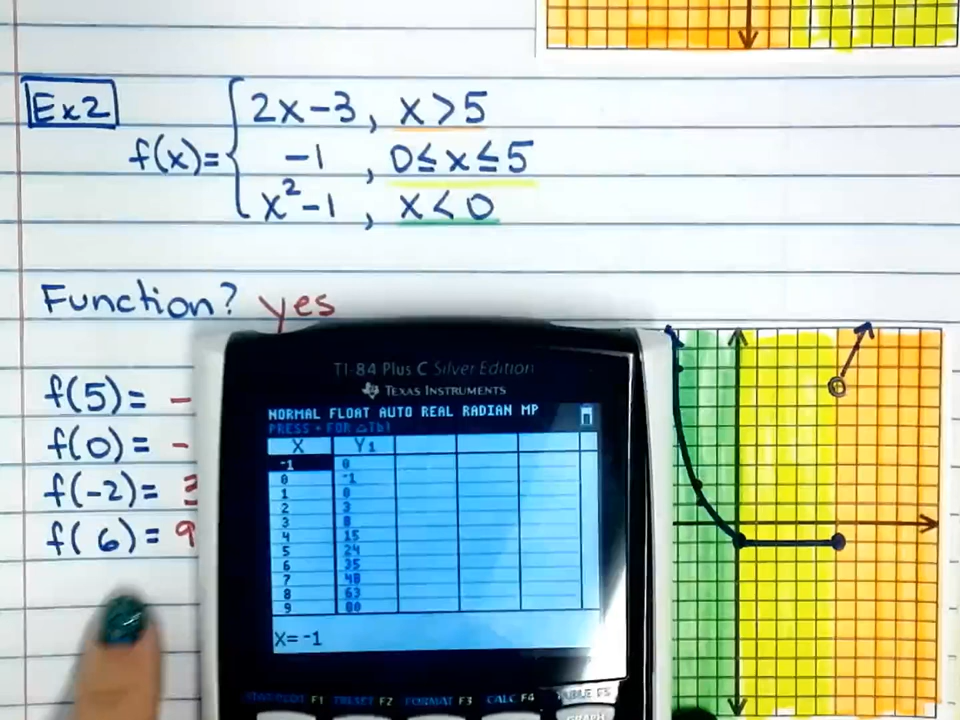 Ex2
f(x)= { 2x-3, x>5
-1, 0≤x≤5
x²-1, x<0
Function? yes
f(5)= -
f(0)= -
f(-2)= 3
f(6)= 9
TI-84 Plus C Silver Edition
TEXAS INSTRUMENTS
NORMAL FLOAT AUTO REAL RADIAN MP
PRESS + FOR △Tbl
X Y1
-1 0
0 -1
1 0
2 3
3 8
4 15
5 24
6 35
7 48
8 63
9 80
X=-1
STAT PLOT F1 TBLSET F2 FORMAT F3 CALC F4 TABLE F5
GRAPH